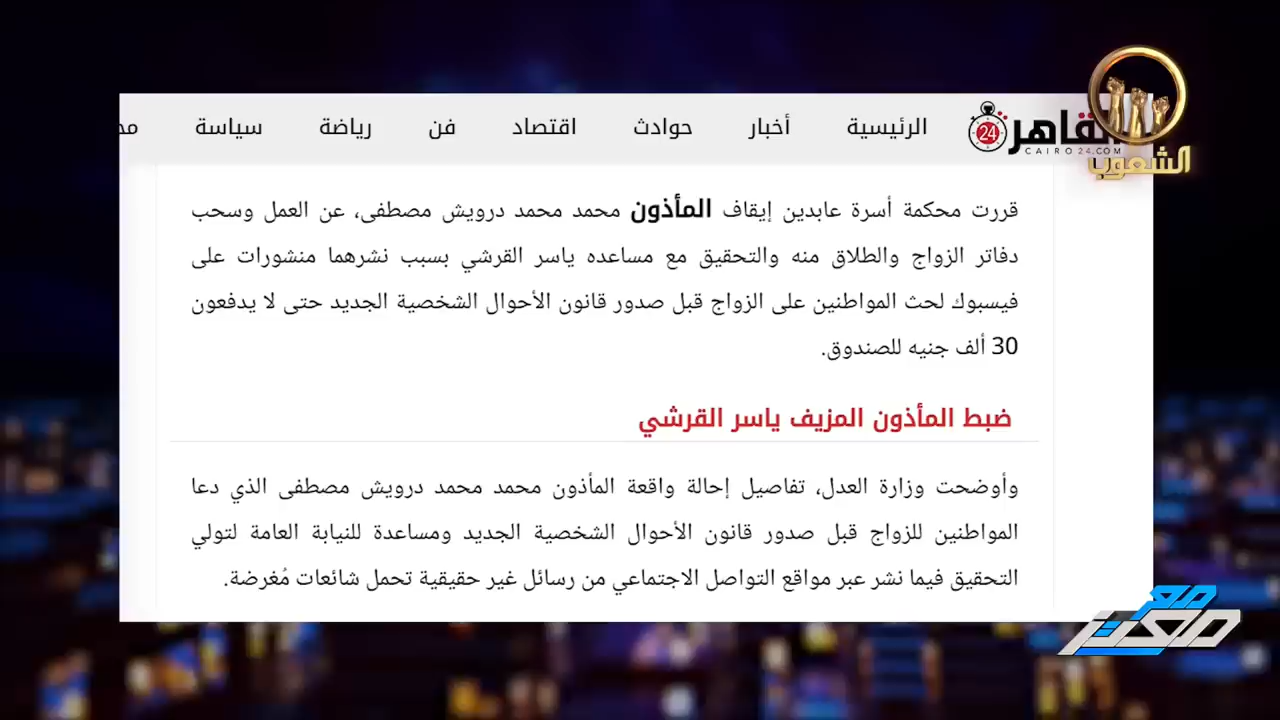 الرئيسية أخبار حوادث اقتصاد فن رياضة سياسة
القاهر 24
CAIRO24.COM
الشعوب
قررت محكمة أسرة عابدين إيقاف المأذون محمد محمد درويش مصطفى، عن العمل وسحب
دفاتر الزواج والطلاق منه والتحقيق مع مساعده ياسر القرشي بسبب نشرهما منشورات على
فيسبوك لحث المواطنين على الزواج قبل صدور قانون الأحوال الشخصية الجديد حتى لا يدفعون
30 ألف جنيه للصندوق.
ضبط المأذون المزيف ياسر القرشي
وأوضحت وزارة العدل، تفاصيل إحالة واقعة المأذون محمد محمد درويش مصطفى الذي دعا
المواطنين للزواج قبل صدور قانون الأحوال الشخصية الجديد ومساعدة للنيابة العامة لتولي
التحقيق فيما نشر عبر مواقع التواصل الاجتماعي من رسائل غير حقيقية تحمل شائعات مُغرضة.
مع
معتز